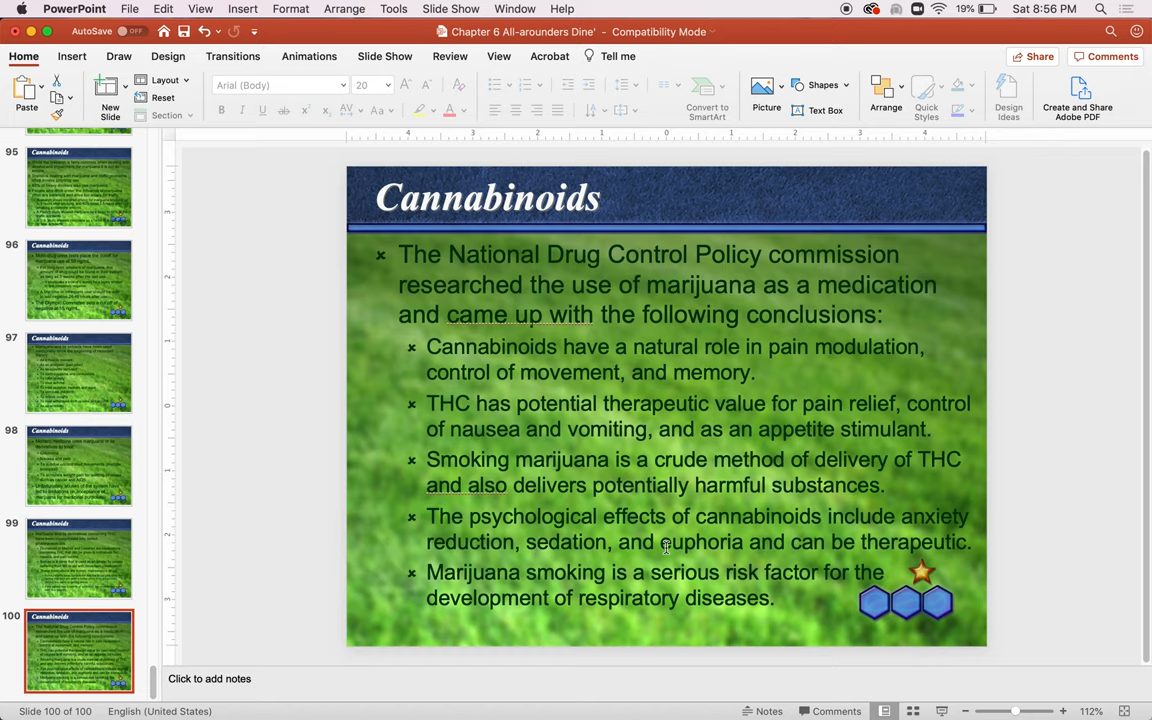 PowerPoint File Edit View Insert Format Arrange Tools Slide Show Window Help 19% Sat 8:56 PM
AutoSave OFF Chapter 6 All-arounders Dine' - Compatibility Mode
Home Insert Draw Design Transitions Animations Slide Show Review View Acrobat Tell me Share Comments
Paste New Slide Layout Reset Section Arial (Body) 20 Convert to SmartArt Picture Shapes Text Box Arrange Quick Styles Design Ideas Create and Share Adobe PDF
95 Cannabinoids
96 Cannabinoids
97 Cannabinoids
98 Cannabinoids
99 Cannabinoids
100 Cannabinoids
Cannabinoids
The National Drug Control Policy commission
researched the use of marijuana as a medication
and came up with the following conclusions:
Cannabinoids have a natural role in pain modulation,
control of movement, and memory.
THC has potential therapeutic value for pain relief, control
of nausea and vomiting, and as an appetite stimulant.
Smoking marijuana is a crude method of delivery of THC
and also delivers potentially harmful substances.
The psychological effects of cannabinoids include anxiety
reduction, sedation, and euphoria and can be therapeutic.
Marijuana smoking is a serious risk factor for the
development of respiratory diseases.
Click to add notes
Slide 100 of 100 English (United States) Notes Comments 112%